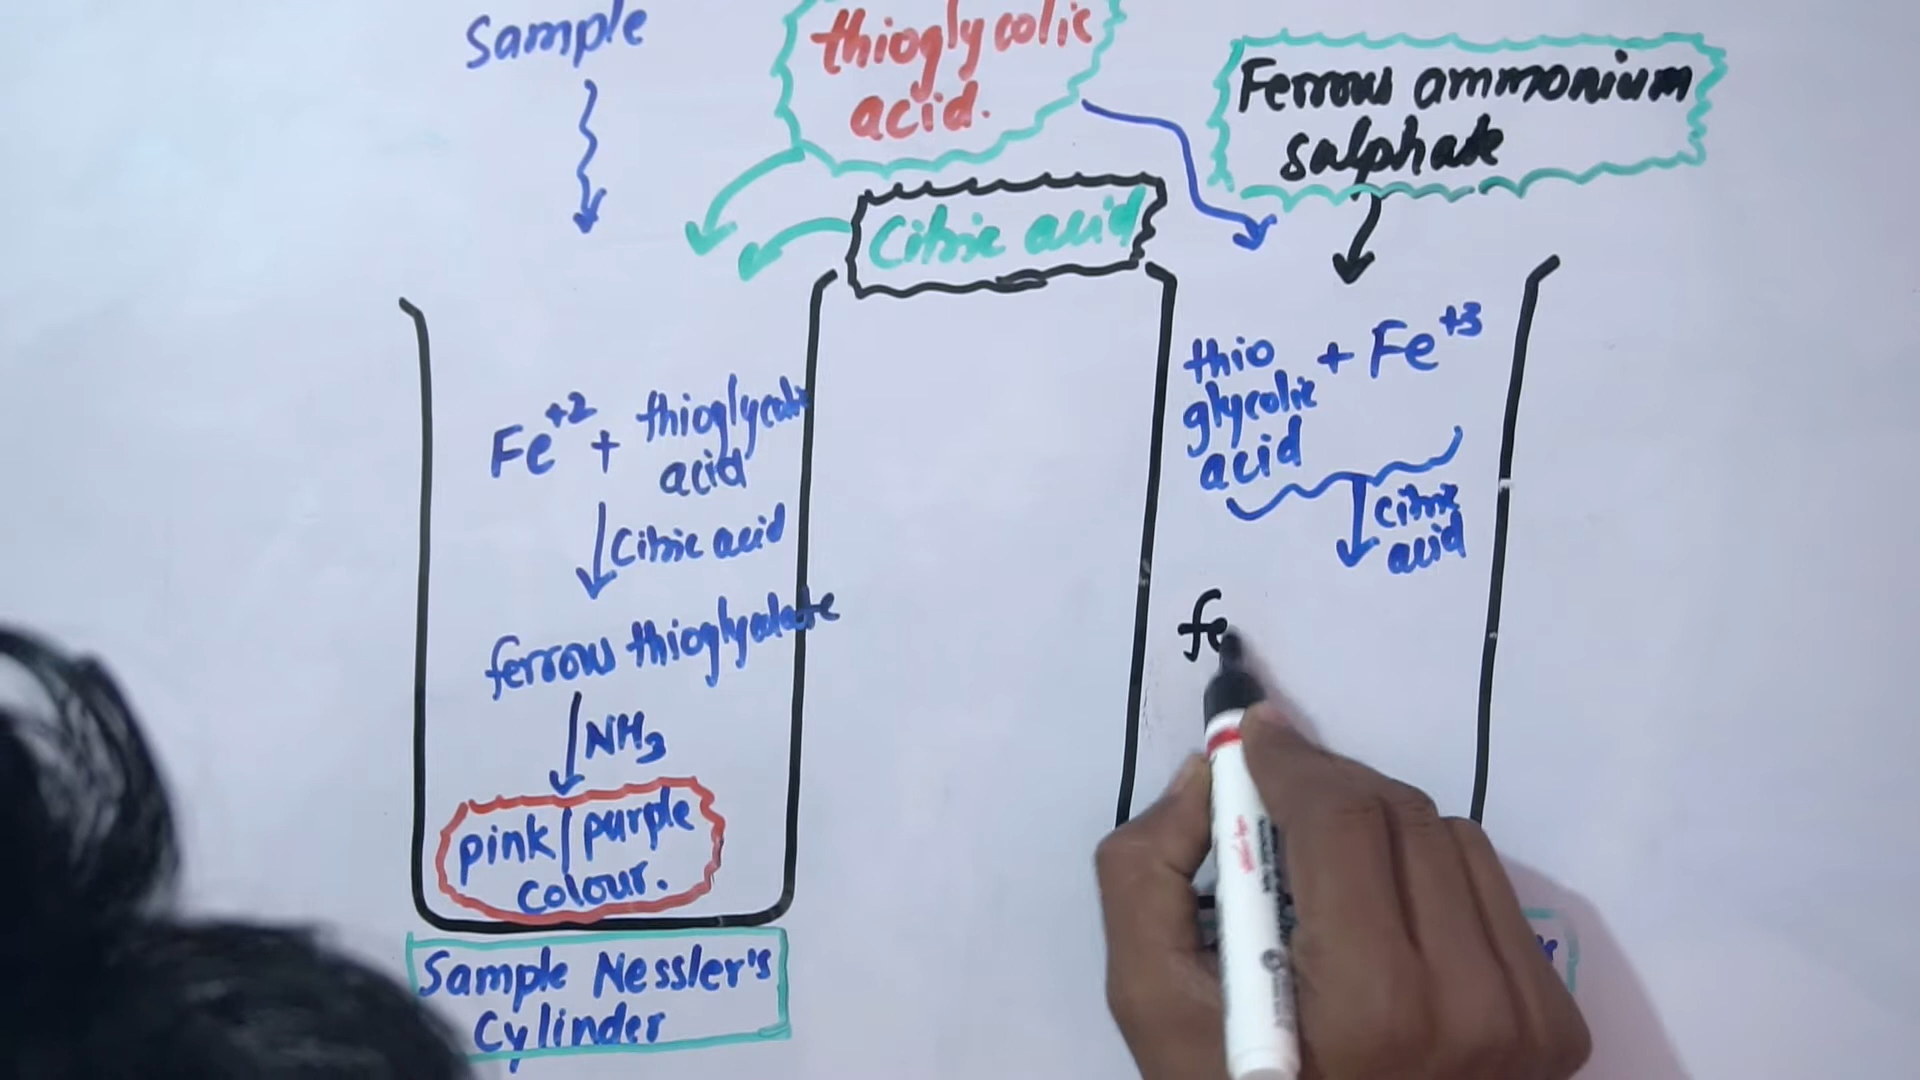 Sample
thioglycolic
acid.
Ferrous ammonium
sulphate
Citric acid
Fe+2 + thioglycolic
acid
Citric acid
ferrous thioglycolate
NH3
pink/purple
colour.
Sample Nessler's
Cylinder
thio + Fe+3
glycolic
acid
citric
acid
fe